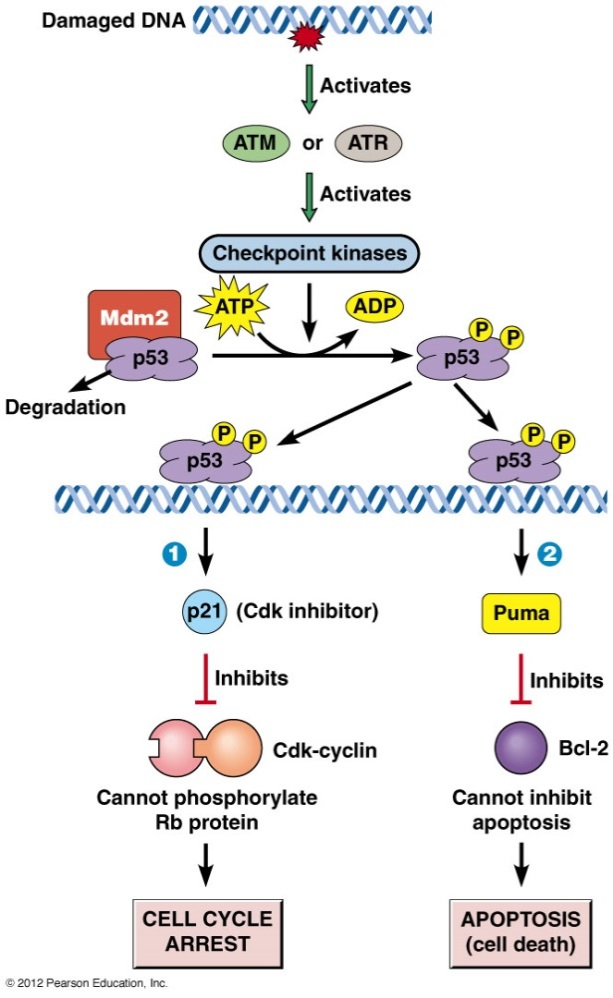 Damaged DNA
Activates
ATM or ATR
Activates
Checkpoint kinases
ATP
ADP
Mdm2
p53
Degradation
P P
p53
P P
p53
P P
p53
1
2
p21 (Cdk inhibitor)
Puma
Inhibits
Inhibits
Cdk-cyclin
Bcl-2
Cannot phosphorylate
Rb protein
Cannot inhibit
apoptosis
CELL CYCLE
ARREST
APOPTOSIS
(cell death)
© 2012 Pearson Education, Inc.